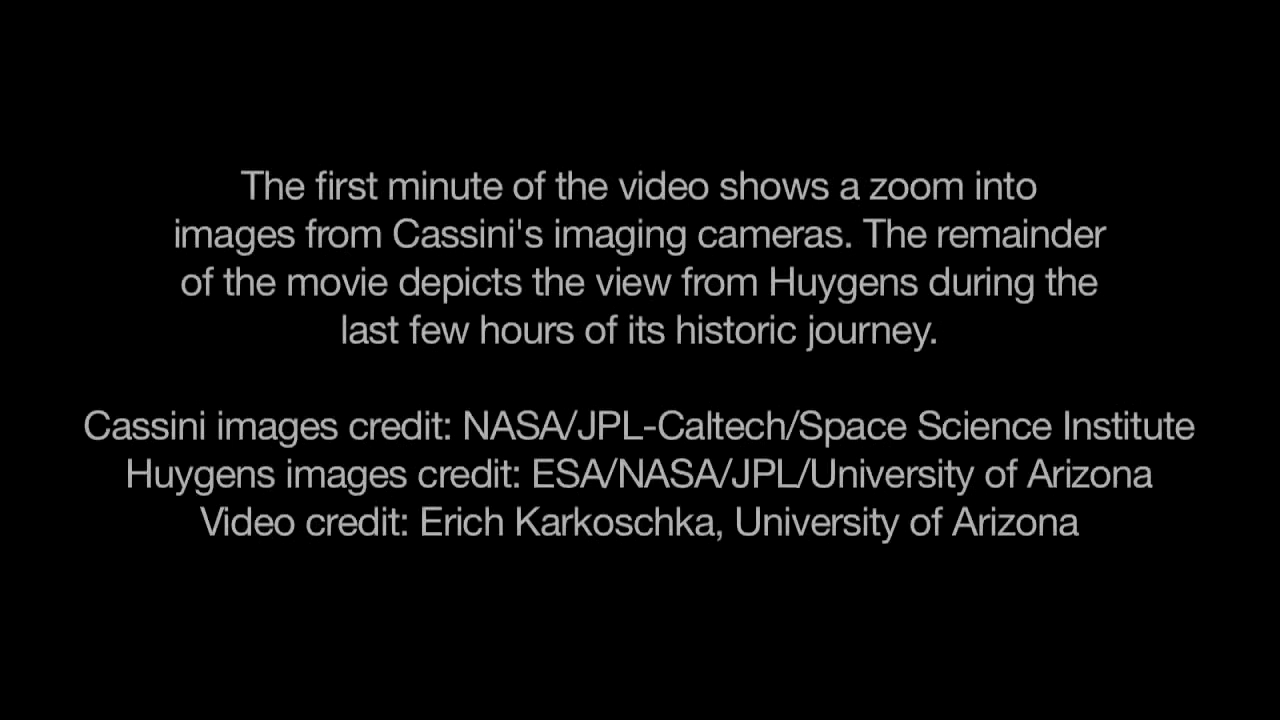 The first minute of the video shows a zoom into
images from Cassini's imaging cameras. The remainder
of the movie depicts the view from Huygens during the
last few hours of its historic journey.
Cassini images credit: NASA/JPL-Caltech/Space Science Institute
Huygens images credit: ESA/NASA/JPL/University of Arizona
Video credit: Erich Karkoschka, University of Arizona